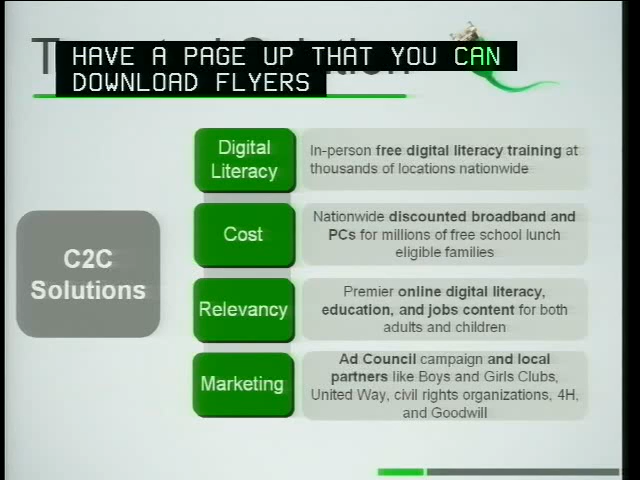 HAVE A PAGE UP THAT YOU CAN
DOWNLOAD FLYERS
C2C
Solutions
Digital
Literacy
In-person free digital literacy training at
thousands of locations nationwide
Cost
Nationwide discounted broadband and
PCs for millions of free school lunch
eligible families
Relevancy
Premier online digital literacy,
education, and jobs content for both
adults and children
Marketing
Ad Council campaign and local
partners like Boys and Girls Clubs,
United Way, civil rights organizations, 4H,
and Goodwill